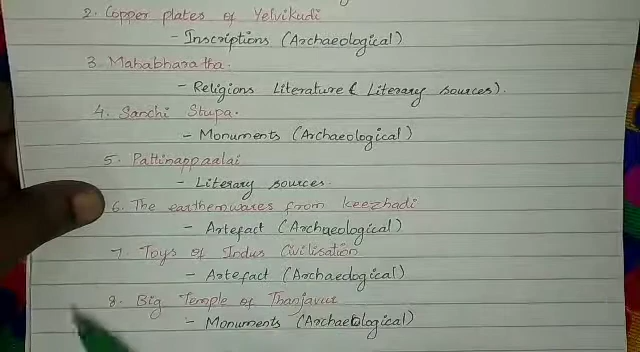 2. Copper plates of Yelvikudi
- Inscriptions (Archaeological)
3. Mahabharatha.
- Religions Literature ( Literary sources).
4. Sanchi Stupa.
- Monuments (Archaeological)
5. Pattinappaalai
- Literary sources.
6. The earthenwares from Keezhadi
- Artefact (Archaeological)
7. Toys of Indus Civilisation
- Artefact (Archaeological)
8. Big Temple of Thanjavur
- Monuments (Archaeological)